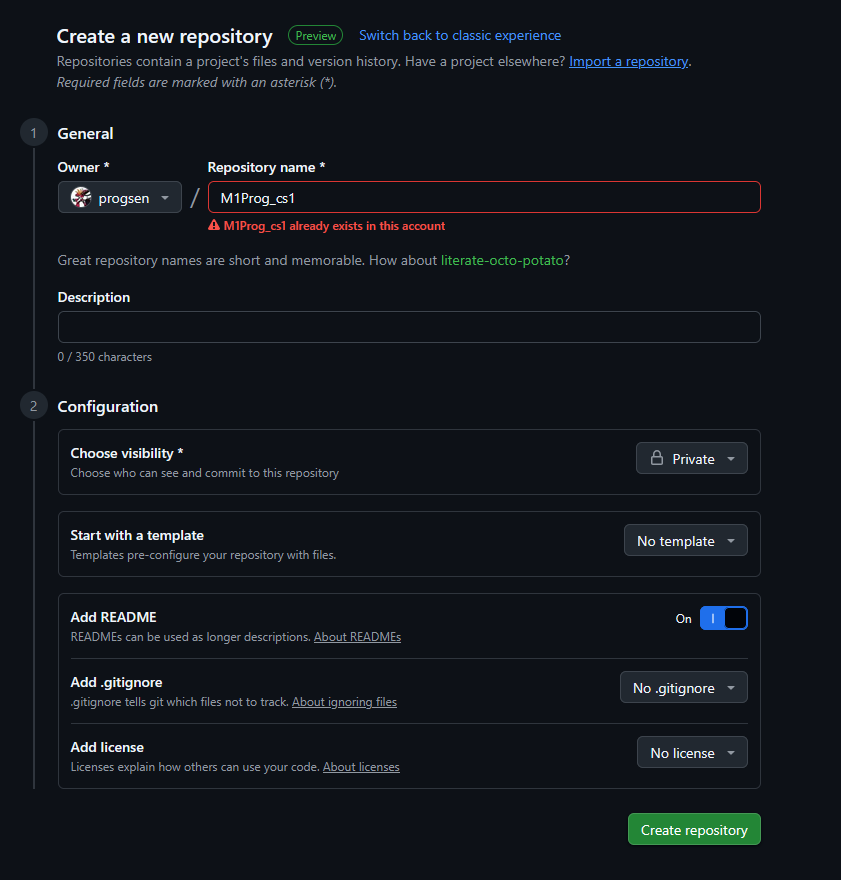 Create a new repository Preview Switch back to classic experience
Repositories contain a project's files and version history. Have a project elsewhere? Import a repository.
Required fields are marked with an asterisk (*).
1 General
Owner * Repository name *
progsen / M1Prog_cs1
M1Prog_cs1 already exists in this account
Great repository names are short and memorable. How about literate-octo-potato?
Description
0 / 350 characters
2 Configuration
Choose visibility *
Choose who can see and commit to this repository
Private
Start with a template
Templates pre-configure your repository with files.
No template
Add README
READMEs can be used as longer descriptions. About READMEs
On
Add .gitignore
.gitignore tells git which files not to track. About ignoring files
No .gitignore
Add license
Licenses explain how others can use your code. About licenses
No license
Create repository